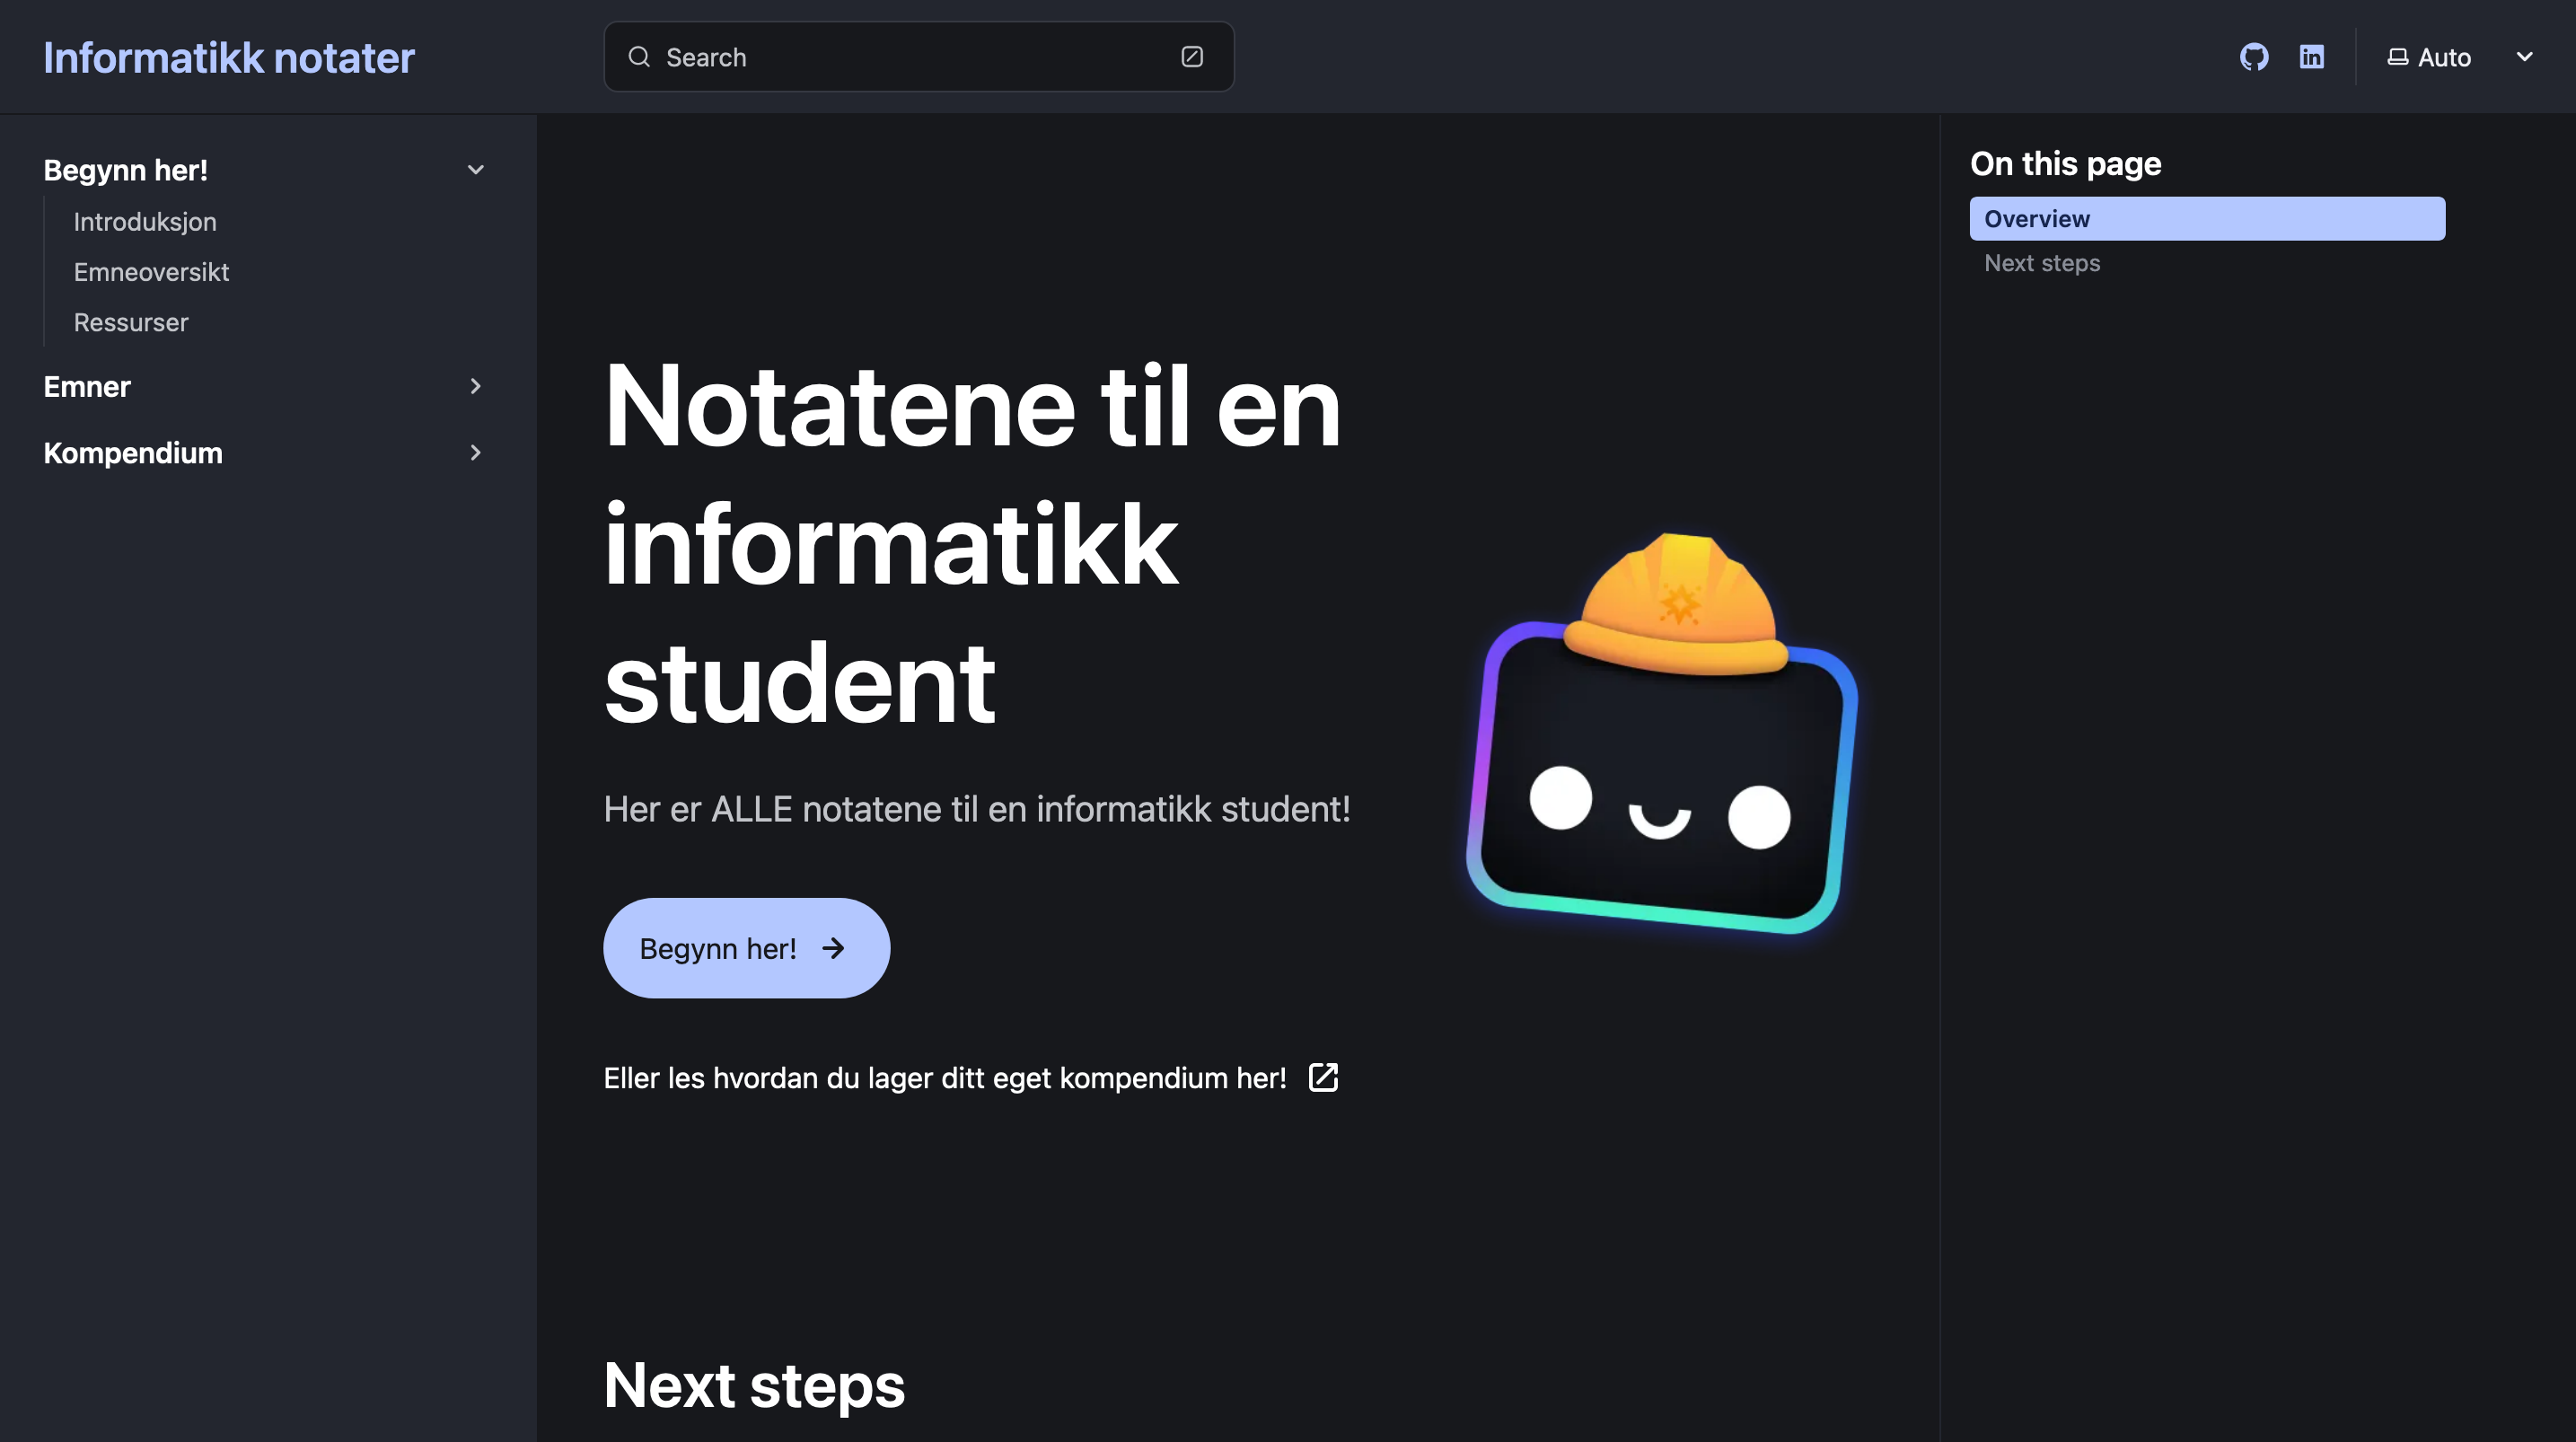 Informatikk notater
Search
Auto
Begynn her!
Introduksjon
Emneoversikt
Ressurser
Emner
Kompendium
Notatene til en
informatikk
student
Her er ALLE notatene til en informatikk student!
Begynn her!
Eller les hvordan du lager ditt eget kompendium her!
Next steps
On this page
Overview
Next steps